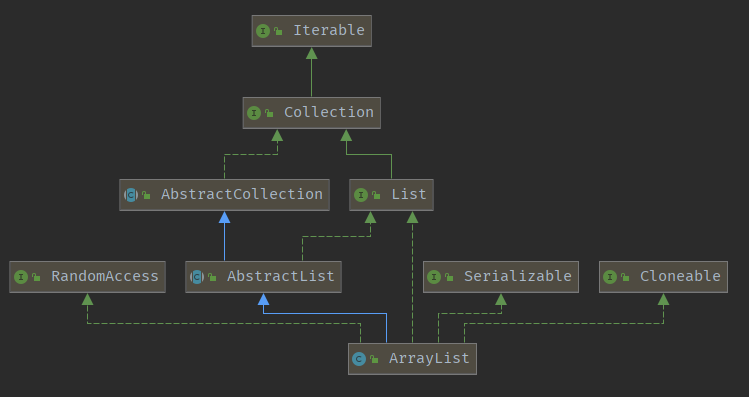 I Iterable
I Collection
C AbstractCollection
I List
I RandomAccess
C AbstractList
I Serializable
I Cloneable
C ArrayList